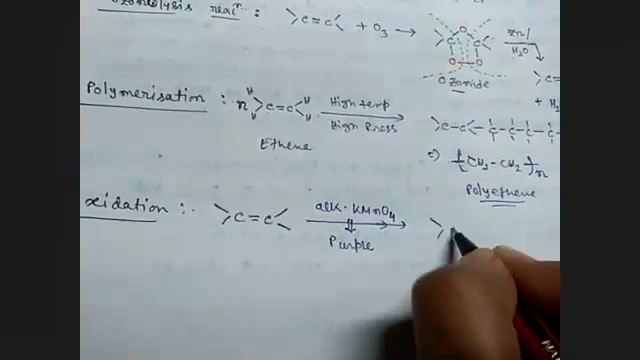 Ozonolysis reacⁿ : >C=C< + O₃ → Zn/H₂O >C=
Ozonide + H₂
Polymerisation : n H H >C=C< H H High temp High Press >C-C-C-C-C-C-
Ethene ⇒ {CH₂-CH₂}n
Polyethene
xidation : >C=C< alk. KMnO₄ >
Purple